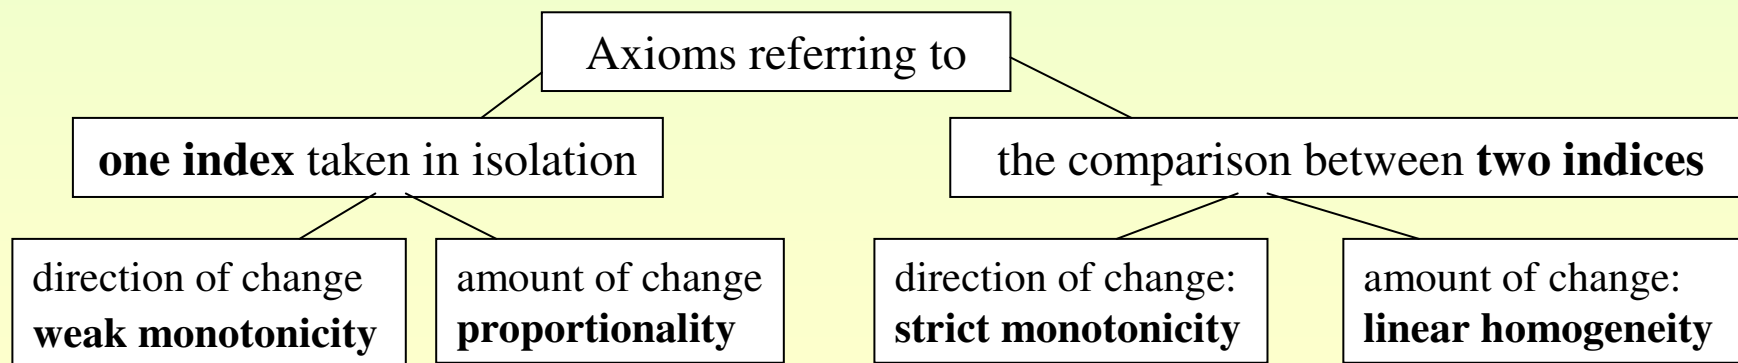 Axioms referring to
one index taken in isolation
the comparison between two indices
direction of change
weak monotonicity
amount of change
proportionality
direction of change:
strict monotonicity
amount of change:
linear homogeneity